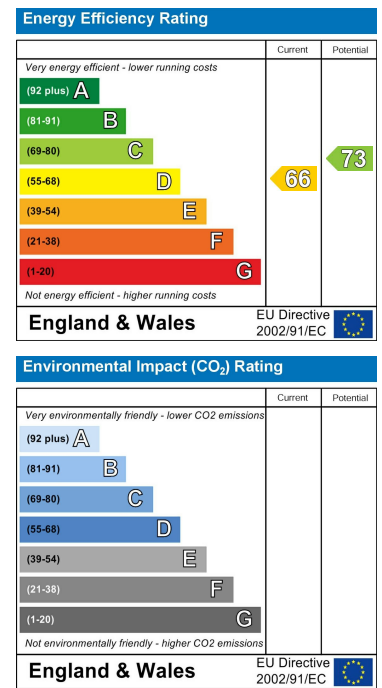 Energy Efficiency Rating
Current Potential
Very energy efficient - lower running costs
(92 plus) A
(81-91) B
(69-80) C
73
(55-68) D
66
(39-54) E
(21-38) F
(1-20) G
Not energy efficient - higher running costs
England & Wales
EU Directive
2002/91/EC
Environmental Impact (CO₂) Rating
Current Potential
Very environmentally friendly - lower CO2 emissions
(92 plus) A
(81-91) B
(69-80) C
(55-68) D
(39-54) E
(21-38) F
(1-20) G
Not environmentally friendly - higher CO2 emissions
England & Wales
EU Directive
2002/91/EC